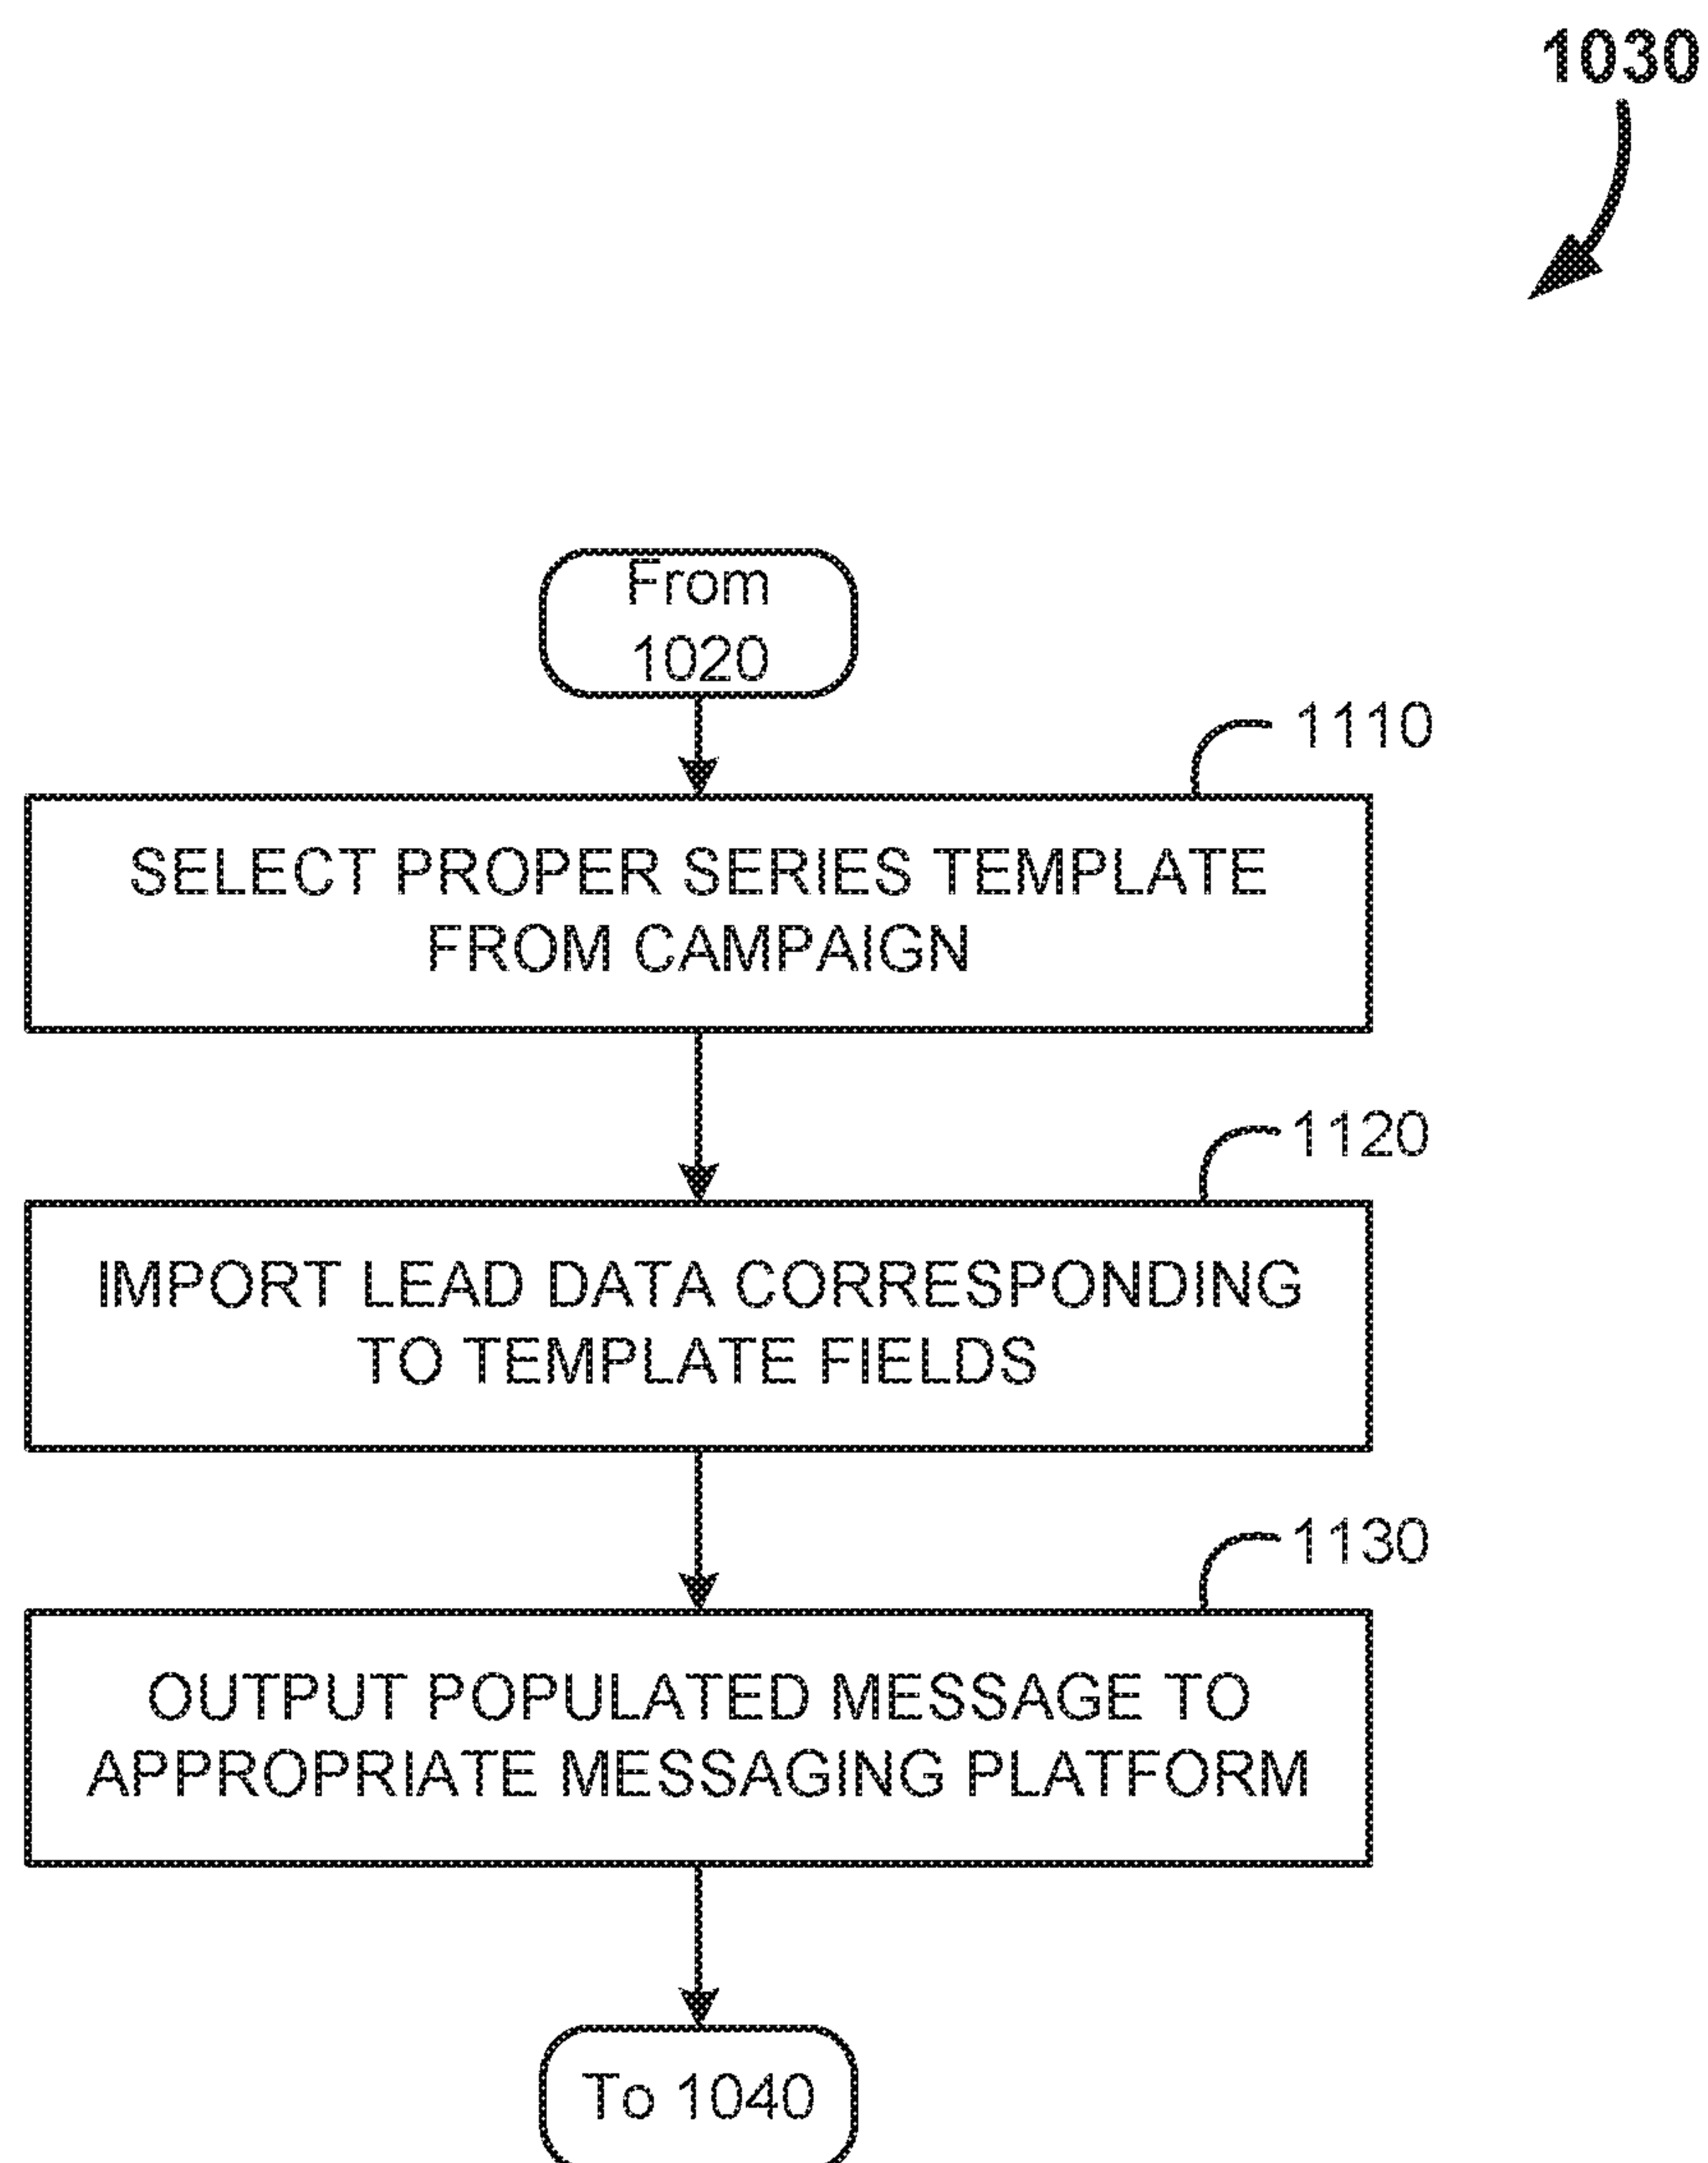 1030
From
1020
1110
SELECT PROPER SERIES TEMPLATE
FROM CAMPAIGN
1120
IMPORT LEAD DATA CORRESPONDING
TO TEMPLATE FIELDS
1130
OUTPUT POPULATED MESSAGE TO
APPROPRIATE MESSAGING PLATFORM
To 1040